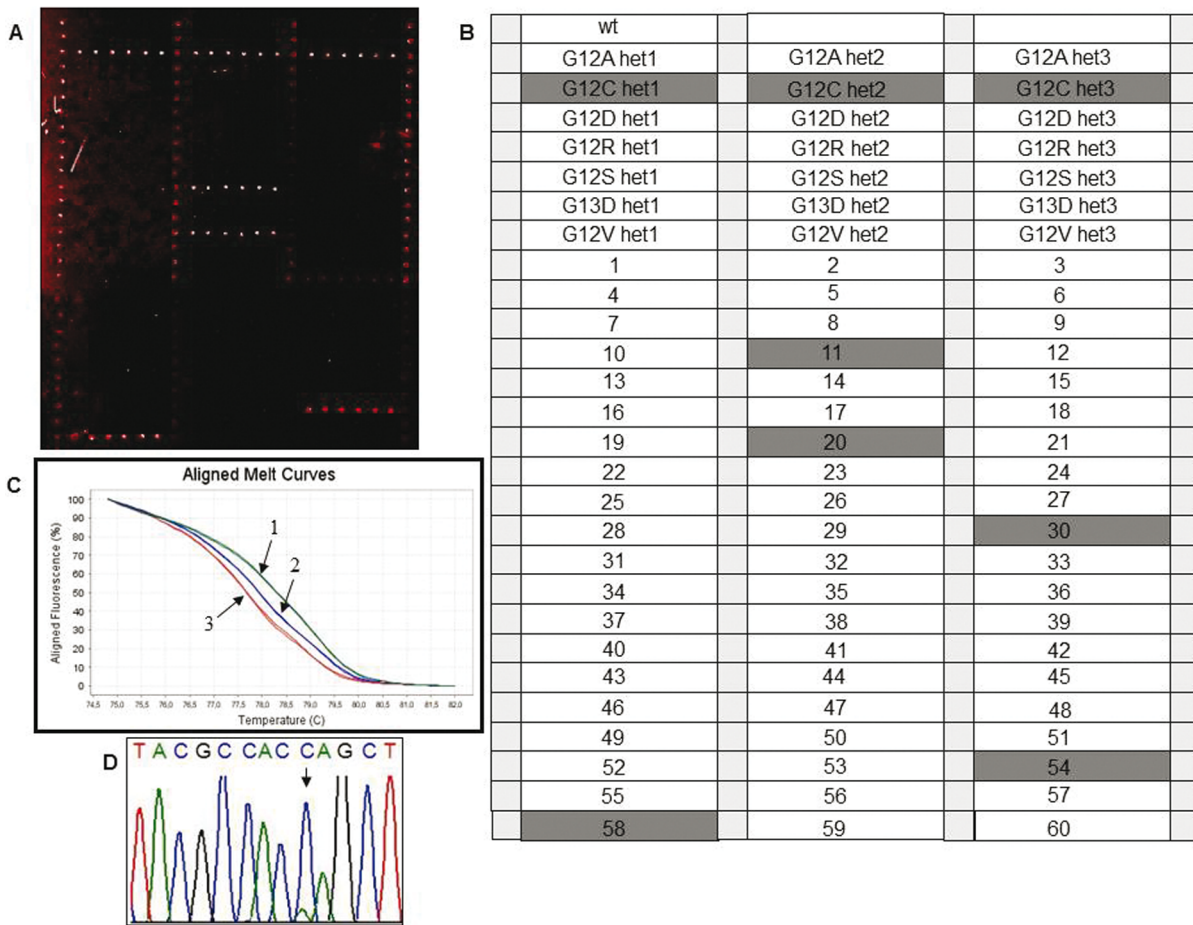 A
B
wt
G12A het1 G12A het2 G12A het3
G12C het1 G12C het2 G12C het3
G12D het1 G12D het2 G12D het3
G12R het1 G12R het2 G12R het3
G12S het1 G12S het2 G12S het3
G13D het1 G13D het2 G13D het3
G12V het1 G12V het2 G12V het3
1 2 3
4 5 6
7 8 9
10 11 12
13 14 15
16 17 18
19 20 21
22 23 24
25 26 27
28 29 30
31 32 33
34 35 36
37 38 39
40 41 42
43 44 45
46 47 48
49 50 51
52 53 54
55 56 57
58 59 60
C
Aligned Melt Curves
Aligned Fluorescence (%)
100
90
80
70
60
50
40
30
20
10
0
1
2
3
74,5 75,0 75,5 76,0 76,5 77,0 77,5 78,0 78,5 79,0 79,5 80,0 80,5 81,0 81,5 82,0
Temperature (C)
D
T A C G C C A C C A G C T